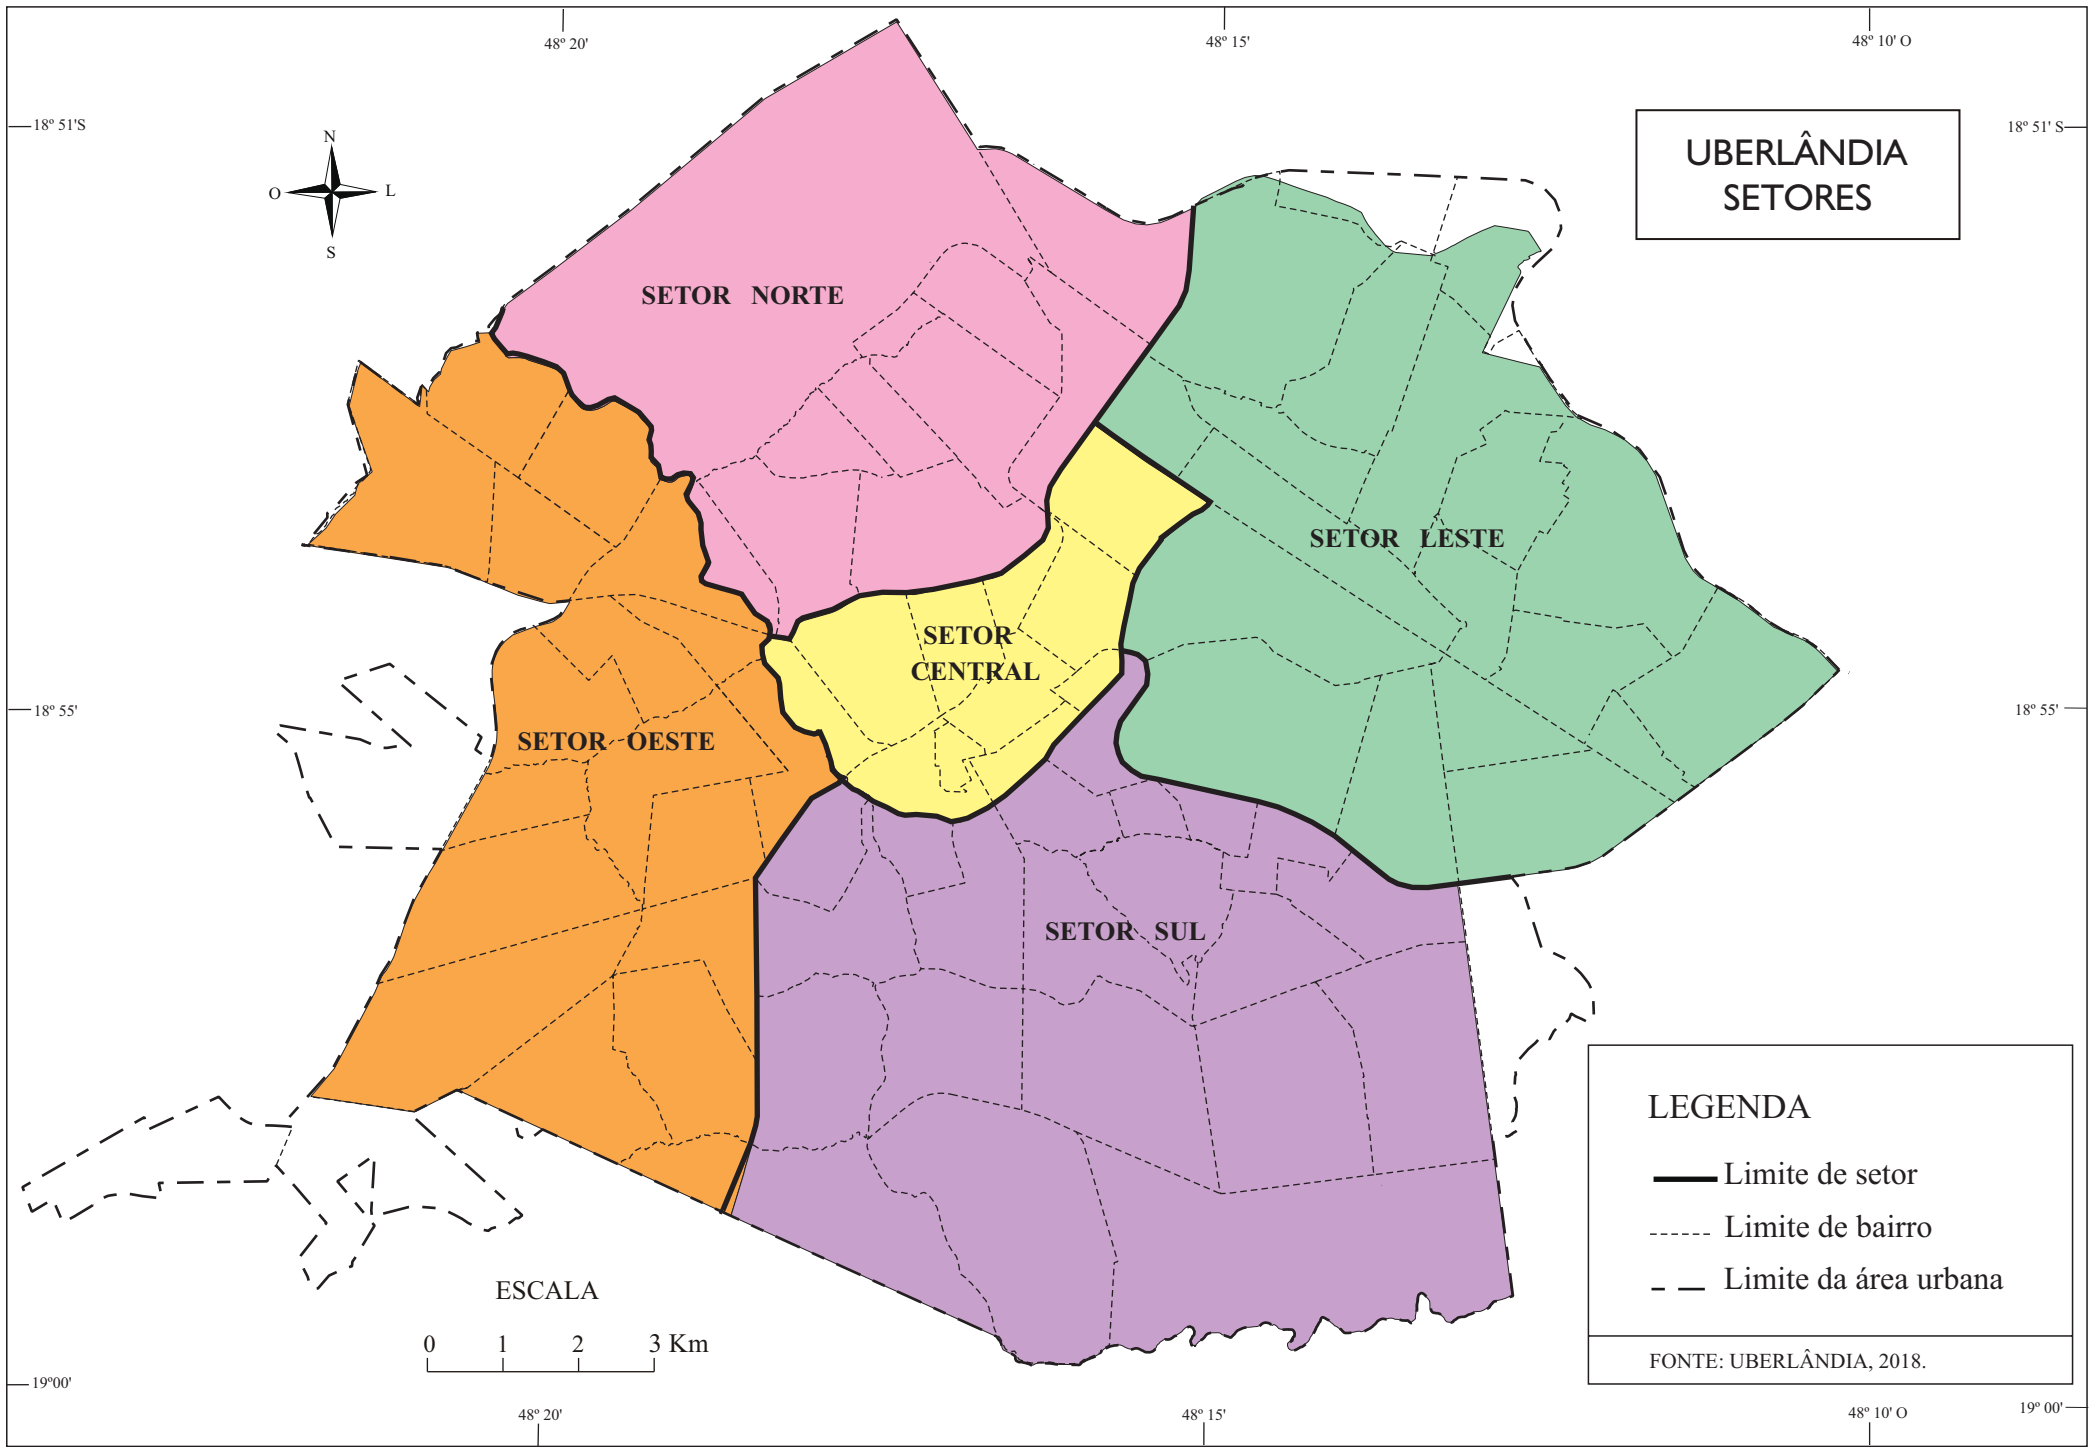 48º 20'
48º 15'
48º 10' O
18º 51'S
18º 51' S
UBERLÂNDIA
SETORES
N
O
L
S
SETOR NORTE
SETOR LESTE
SETOR
CENTRAL
18º 55'
18º 55'
SETOR OESTE
SETOR SUL
LEGENDA
Limite de setor
Limite de bairro
Limite da área urbana
FONTE: UBERLÂNDIA, 2018.
ESCALA
0 1 2 3 Km
19º00'
19º 00'
48º 20'
48º 15'
48º 10' O